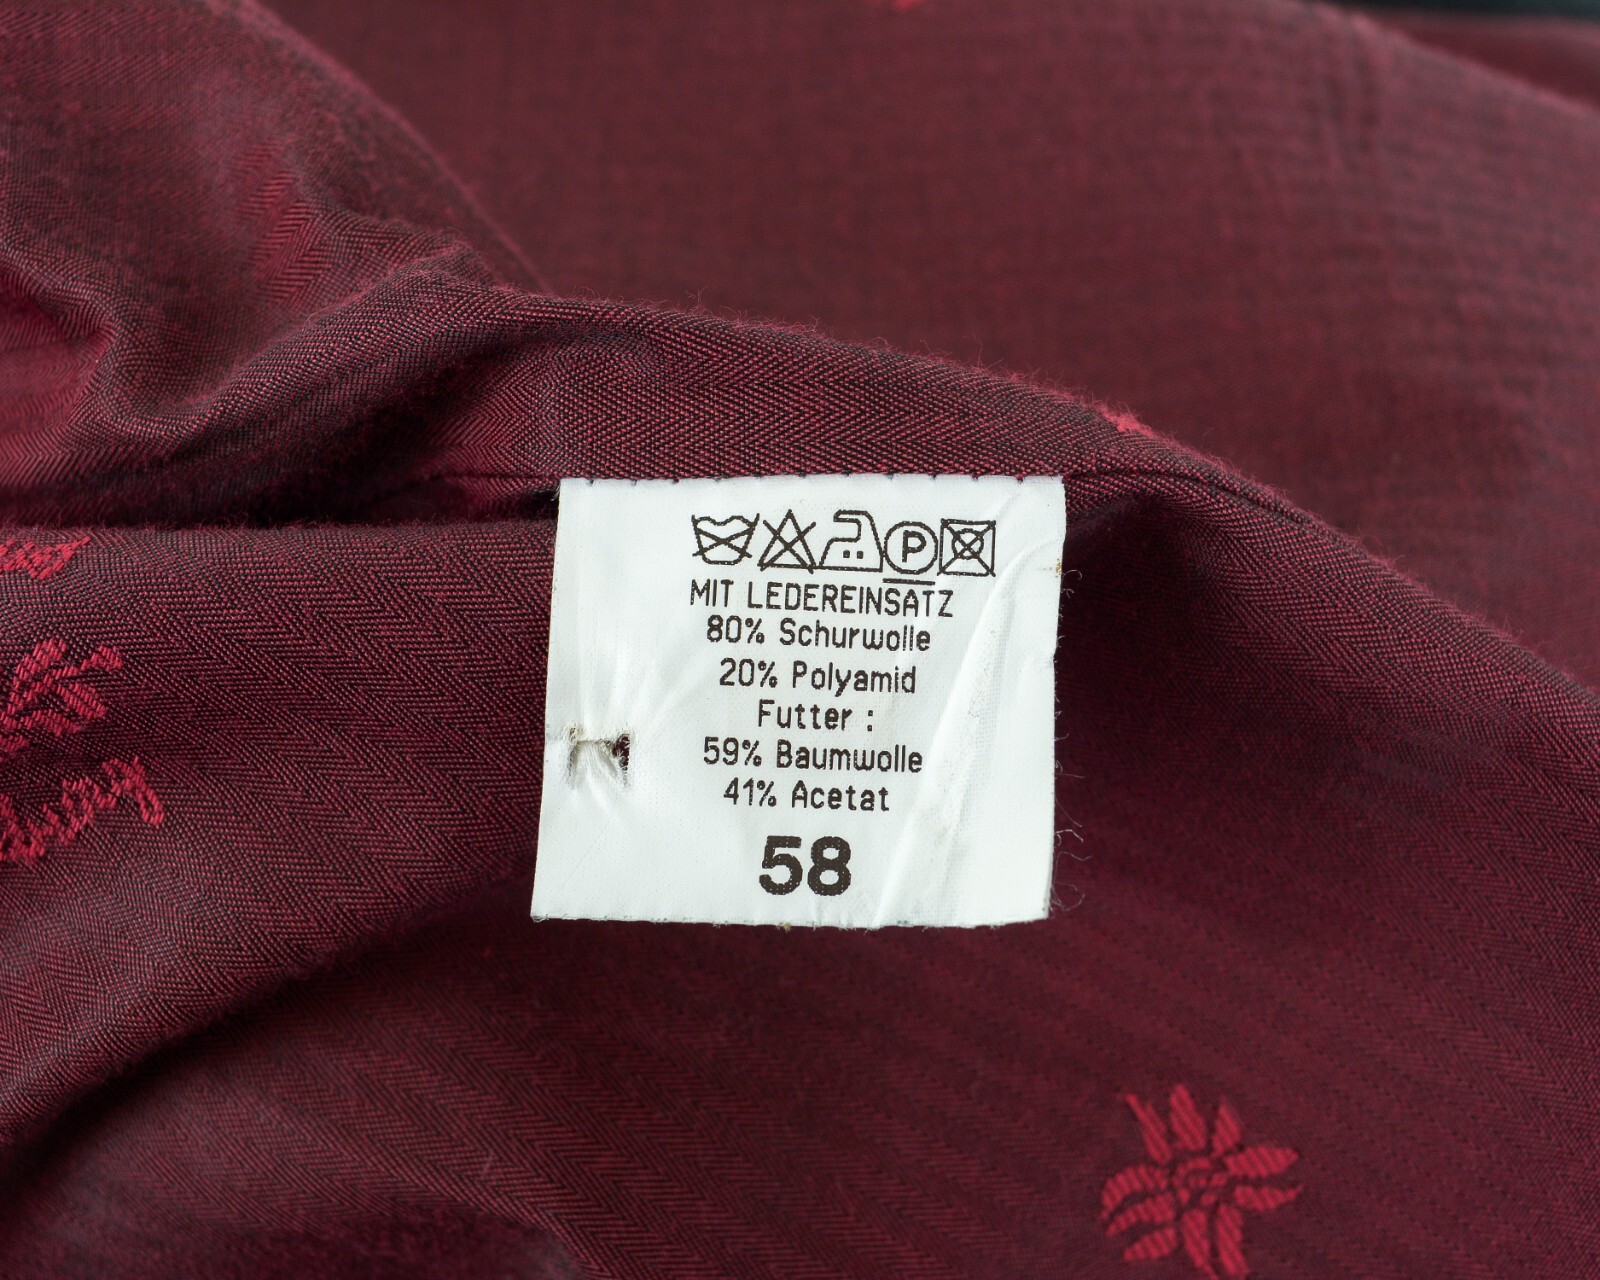 P
MIT LEDEREINSATZ
80% Schurwolle
20% Polyamid
Futter :
59% Baumwolle
41% Acetat
58